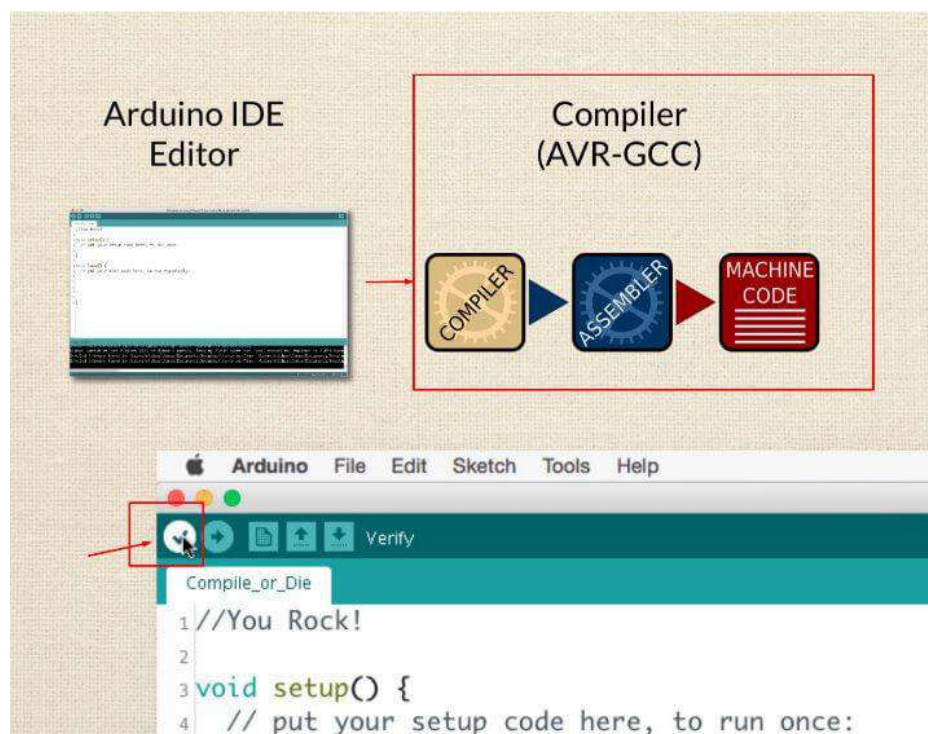 Arduino IDE
Editor
Compiler
(AVR-GCC)
COMPILER
ASSEMBLER
MACHINE
CODE
Arduino File Edit Sketch Tools Help
Verify
Compile_or_Die
1 //You Rock!
2
3 void setup() {
4 // put your setup code here, to run once: